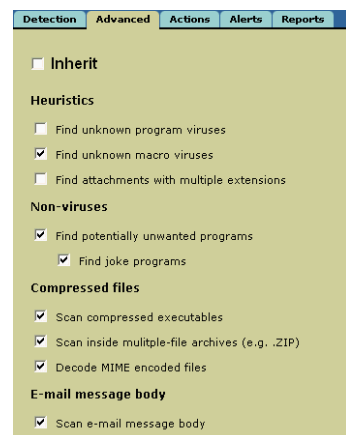 Detection Advanced Actions Alerts Reports
Inherit
Heuristics
Find unknown program viruses
Find unknown macro viruses
Find attachments with multiple extensions
Non-viruses
Find potentially unwanted programs
Find joke programs
Compressed files
Scan compressed executables
Scan inside mulitple-file archives (e.g. .ZIP)
Decode MIME encoded files
E-mail message body
Scan e-mail message body